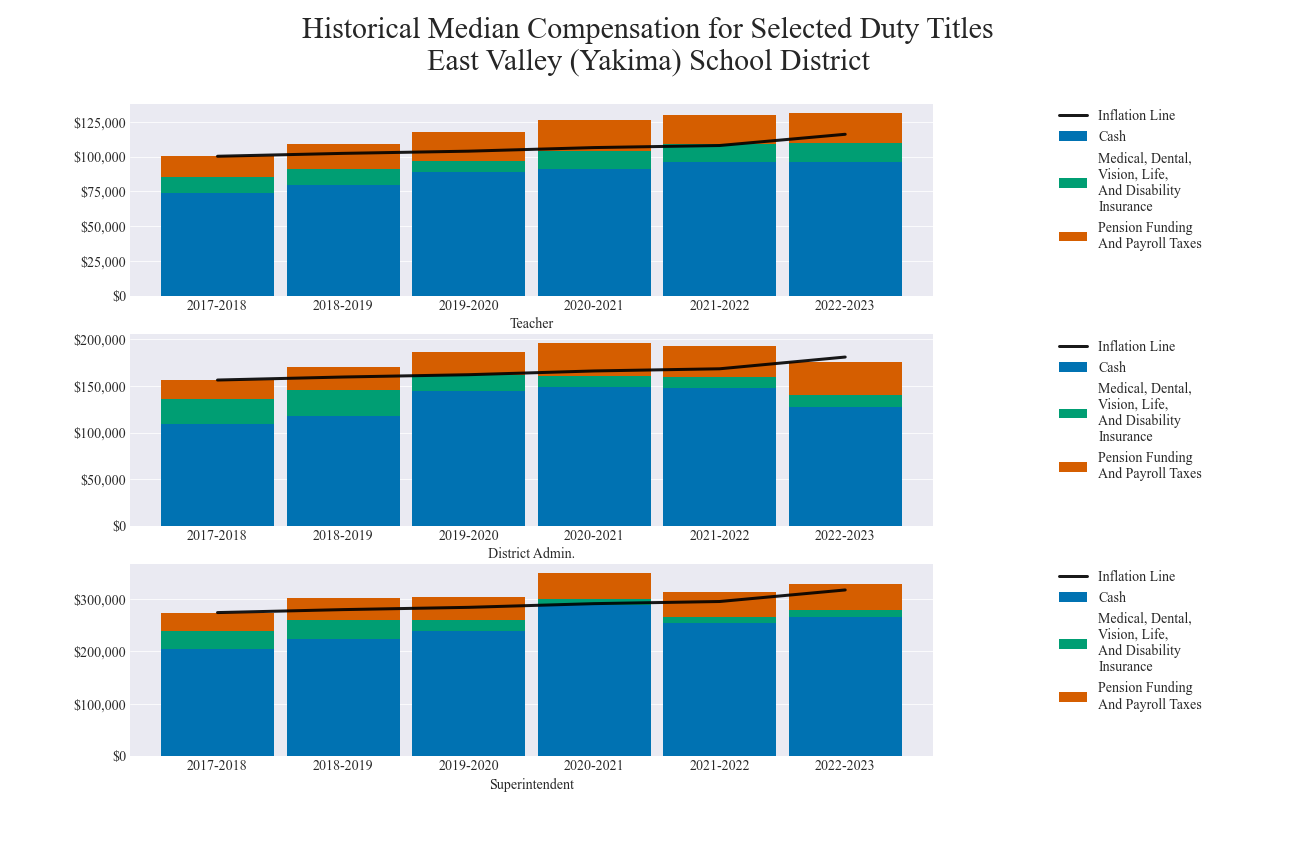 Historical Median Compensation for Selected Duty Titles
East Valley (Yakima) School District
$125,000
$100,000
$75,000
$50,000
$25,000
$0
2017-2018 2018-2019 2019-2020 2020-2021 2021-2022 2022-2023
Teacher
Inflation Line
Cash
Medical, Dental,
Vision, Life,
And Disability
Insurance
Pension Funding
And Payroll Taxes
$200,000
$150,000
$100,000
$50,000
$0
2017-2018 2018-2019 2019-2020 2020-2021 2021-2022 2022-2023
District Admin.
Inflation Line
Cash
Medical, Dental,
Vision, Life,
And Disability
Insurance
Pension Funding
And Payroll Taxes
$300,000
$200,000
$100,000
$0
2017-2018 2018-2019 2019-2020 2020-2021 2021-2022 2022-2023
Superintendent
Inflation Line
Cash
Medical, Dental,
Vision, Life,
And Disability
Insurance
Pension Funding
And Payroll Taxes